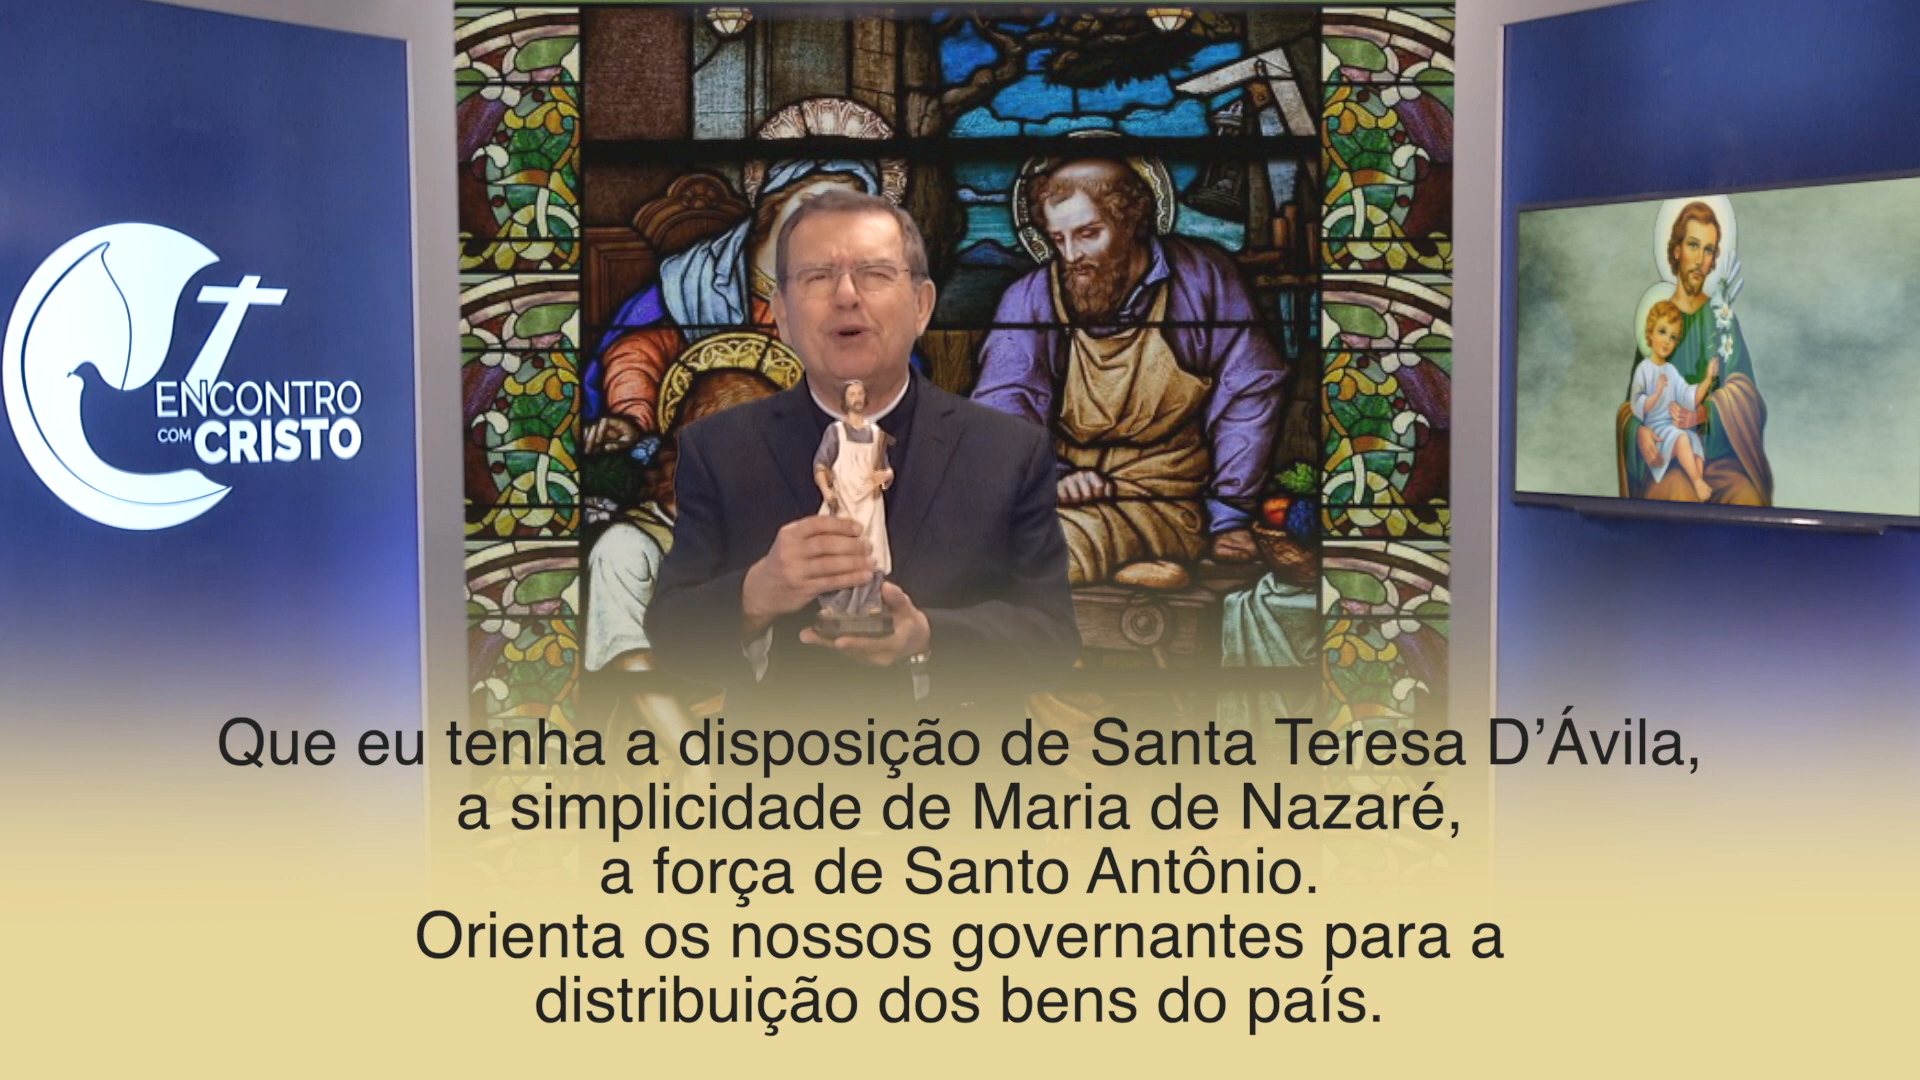 ENCONTRO
COM CRISTO
Que eu tenha a disposição de Santa Teresa D’Ávila,
a simplicidade de Maria de Nazaré,
a força de Santo Antônio.
Orienta os nossos governantes para a
distribuição dos bens do país.